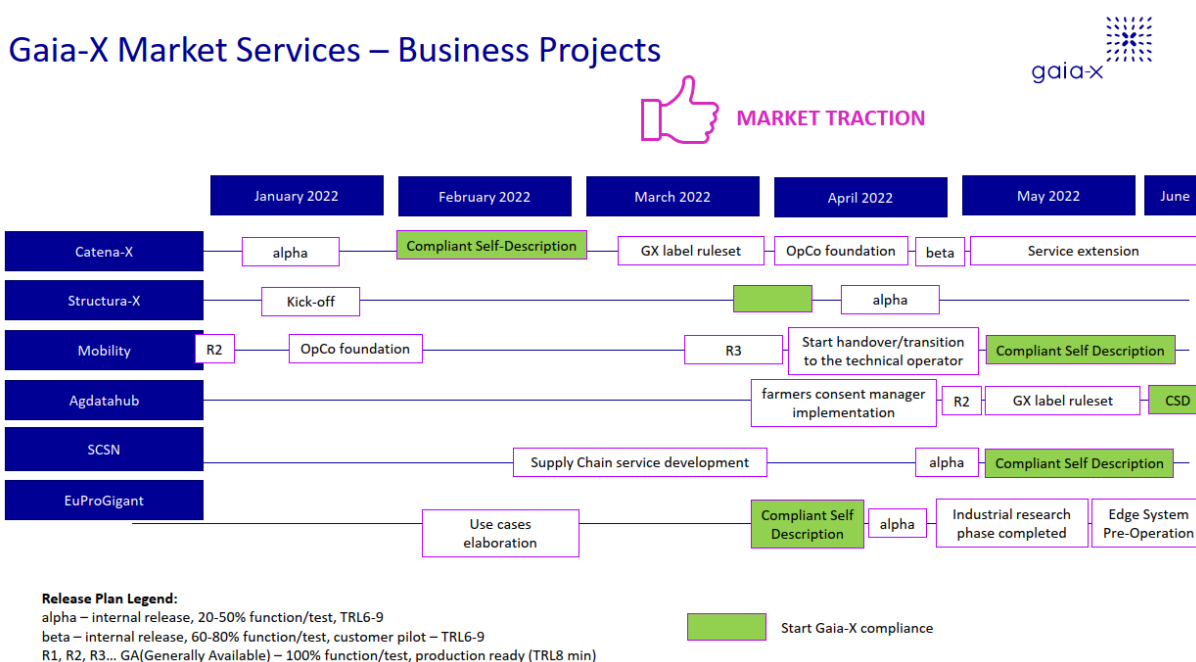 Gaia-X Market Services – Business Projects
gaia-x
MARKET TRACTION
January 2022
February 2022
March 2022
April 2022
May 2022
June
Catena-X
alpha
Compliant Self-Description
GX label ruleset
OpCo foundation
beta
Service extension
Structura-X
Kick-off
alpha
Mobility
R2
OpCo foundation
R3
Start handover/transition
to the technical operator
Compliant Self Description
Agdatahub
farmers consent manager
implementation
R2
GX label ruleset
CSD
SCSN
Supply Chain service development
alpha
Compliant Self Description
EuProGigant
Use cases
elaboration
Compliant Self
Description
alpha
Industrial research
phase completed
Edge System
Pre-Operation
Release Plan Legend:
alpha – internal release, 20-50% function/test, TRL6-9
beta – internal release, 60-80% function/test, customer pilot – TRL6-9
R1, R2, R3... GA(Generally Available) – 100% function/test, production ready (TRL8 min)
Start Gaia-X compliance